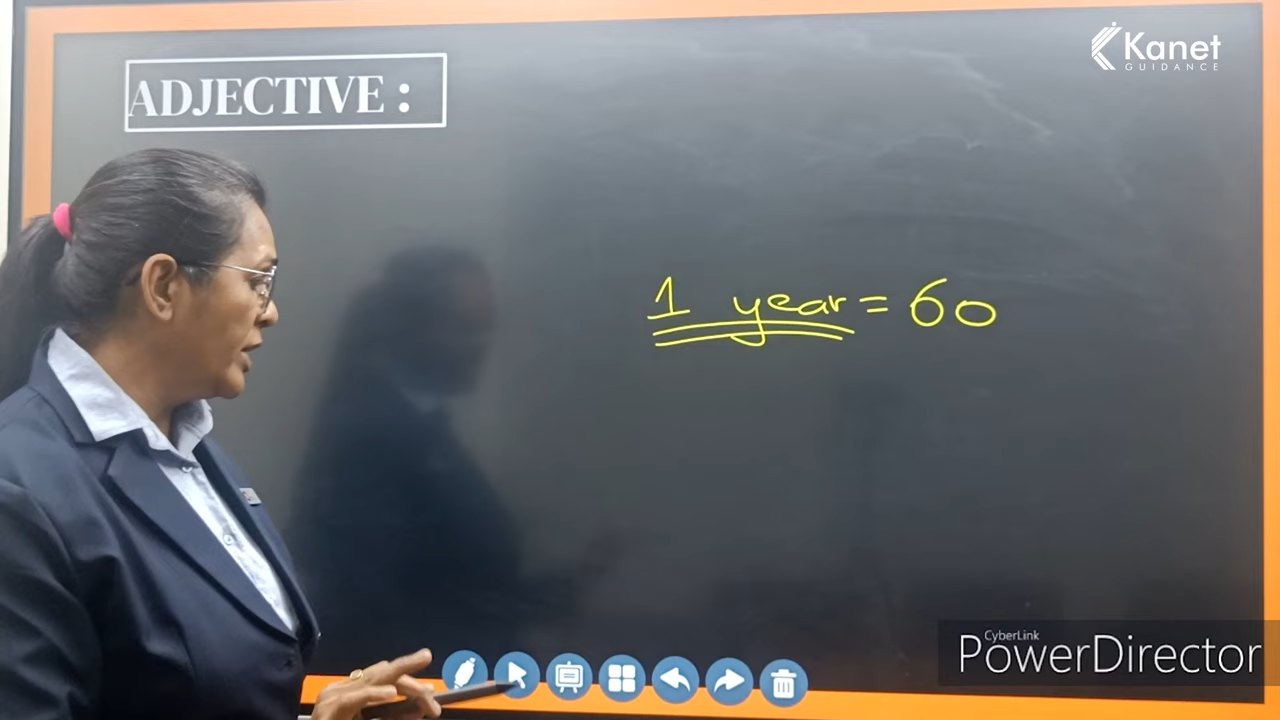 Kanet
GUIDANCE
ADJECTIVE :
1 year = 60
CyberLink
PowerDirector